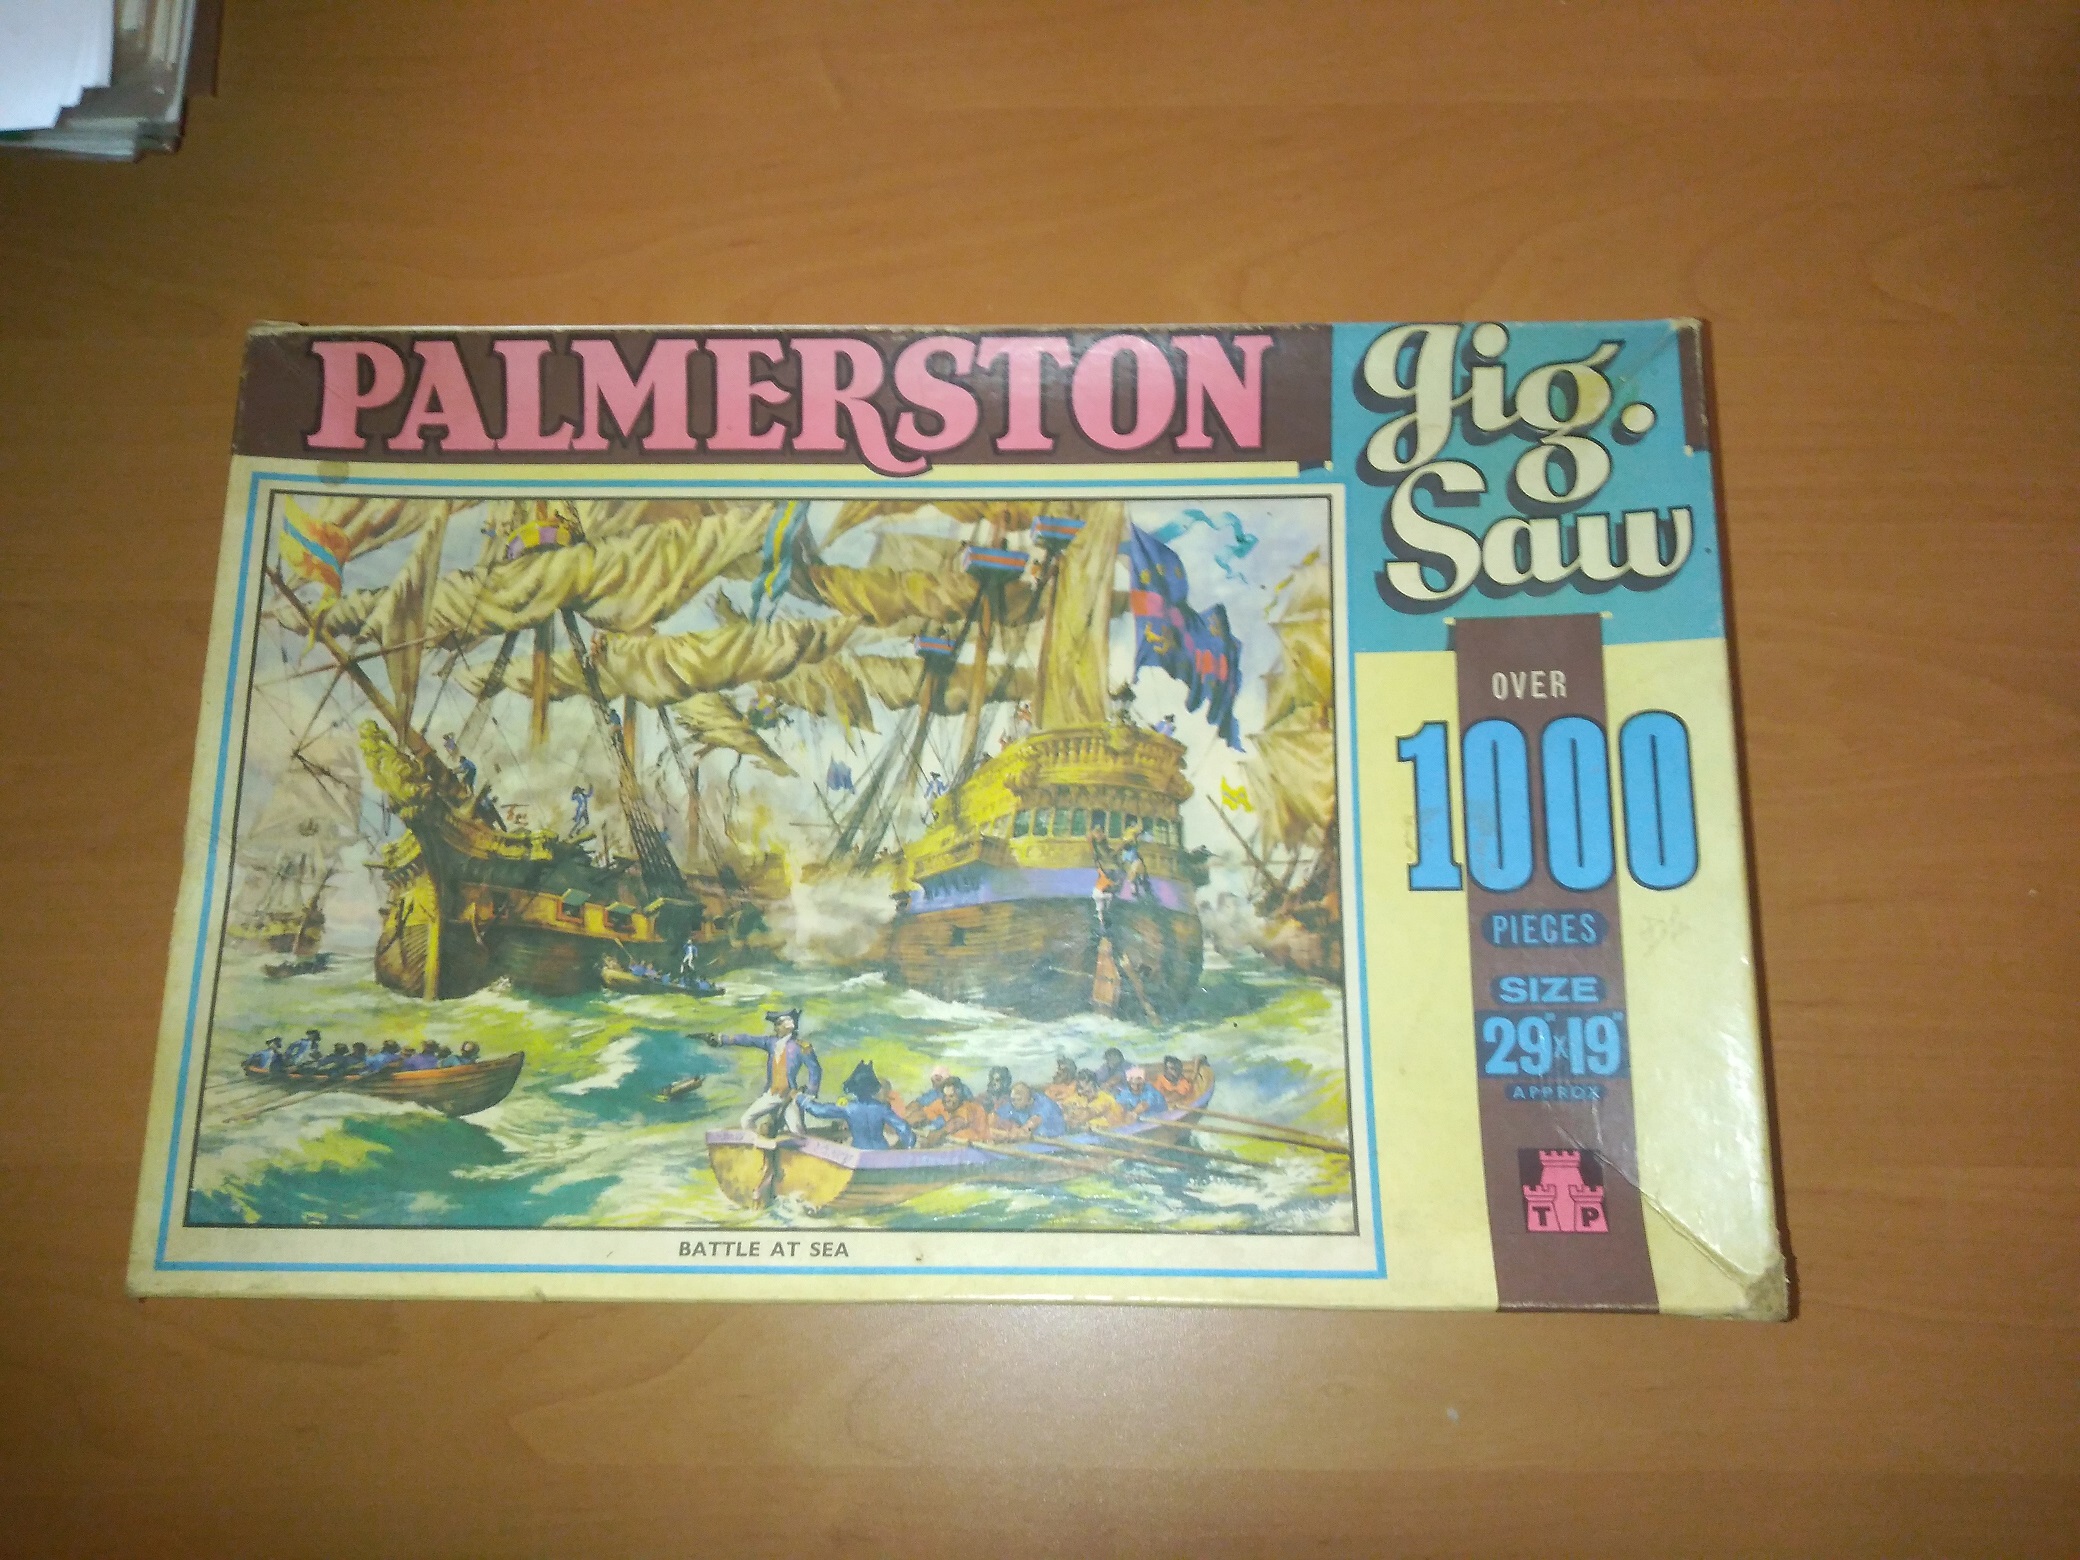 PALMERSTON
Jig.
Saw
OVER
1000
PIECES
SIZE
29"x19"
APPROX
T P
BATTLE AT SEA